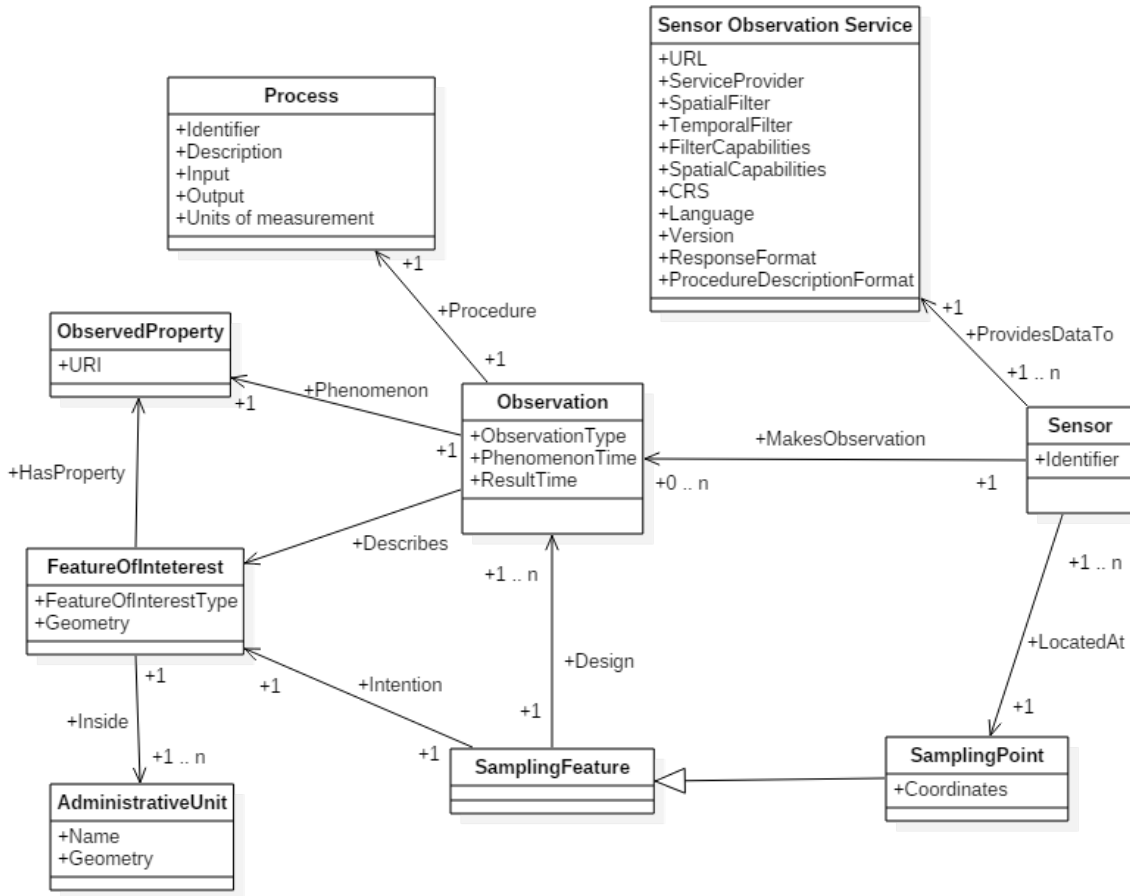 Sensor Observation Service
+URL
+ServiceProvider
+SpatialFilter
+TemporalFilter
+FilterCapabilities
+SpatialCapabilities
+CRS
+Language
+Version
+ResponseFormat
+ProcedureDescriptionFormat
Process
+Identifier
+Description
+Input
+Output
+Units of measurement
+1
+Procedure
+1
+1
+ProvidesDataTo
+1 .. n
ObservedProperty
+URI
+1
+Phenomenon
+1
Observation
+ObservationType
+PhenomenonTime
+ResultTime
+MakesObservation
+0 .. n
+1
Sensor
+Identifier
+HasProperty
+Describes
+1 .. n
+1 .. n
FeatureOfInteterest
+FeatureOfInterestType
+Geometry
+LocatedAt
+Design
+1
+Intention
+1
+1
+1
+1
+Inside
+1 .. n
SamplingFeature
SamplingPoint
+Coordinates
AdministrativeUnit
+Name
+Geometry